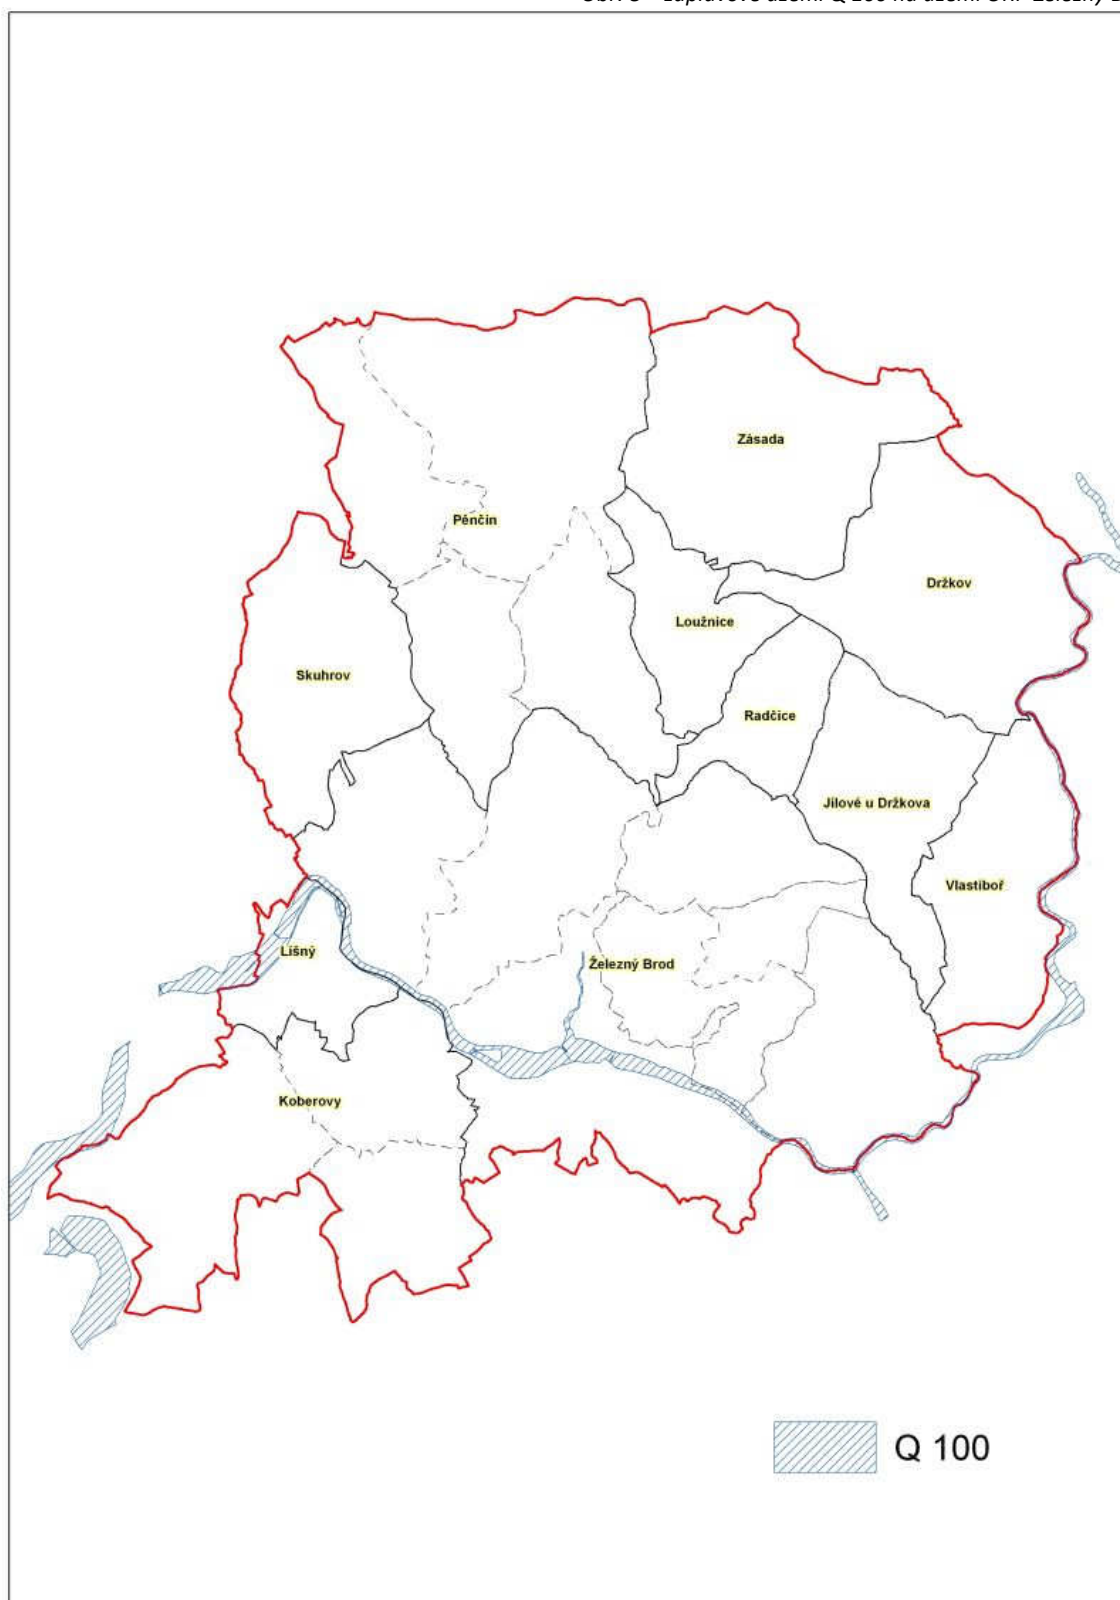 Zásada
Pěnčín
Držkov
Loužnice
Skuhrov
Radčice
Jílové u Držkova
Vlastiboř
Líšný
Železný Brod
Koberovy
Q 100